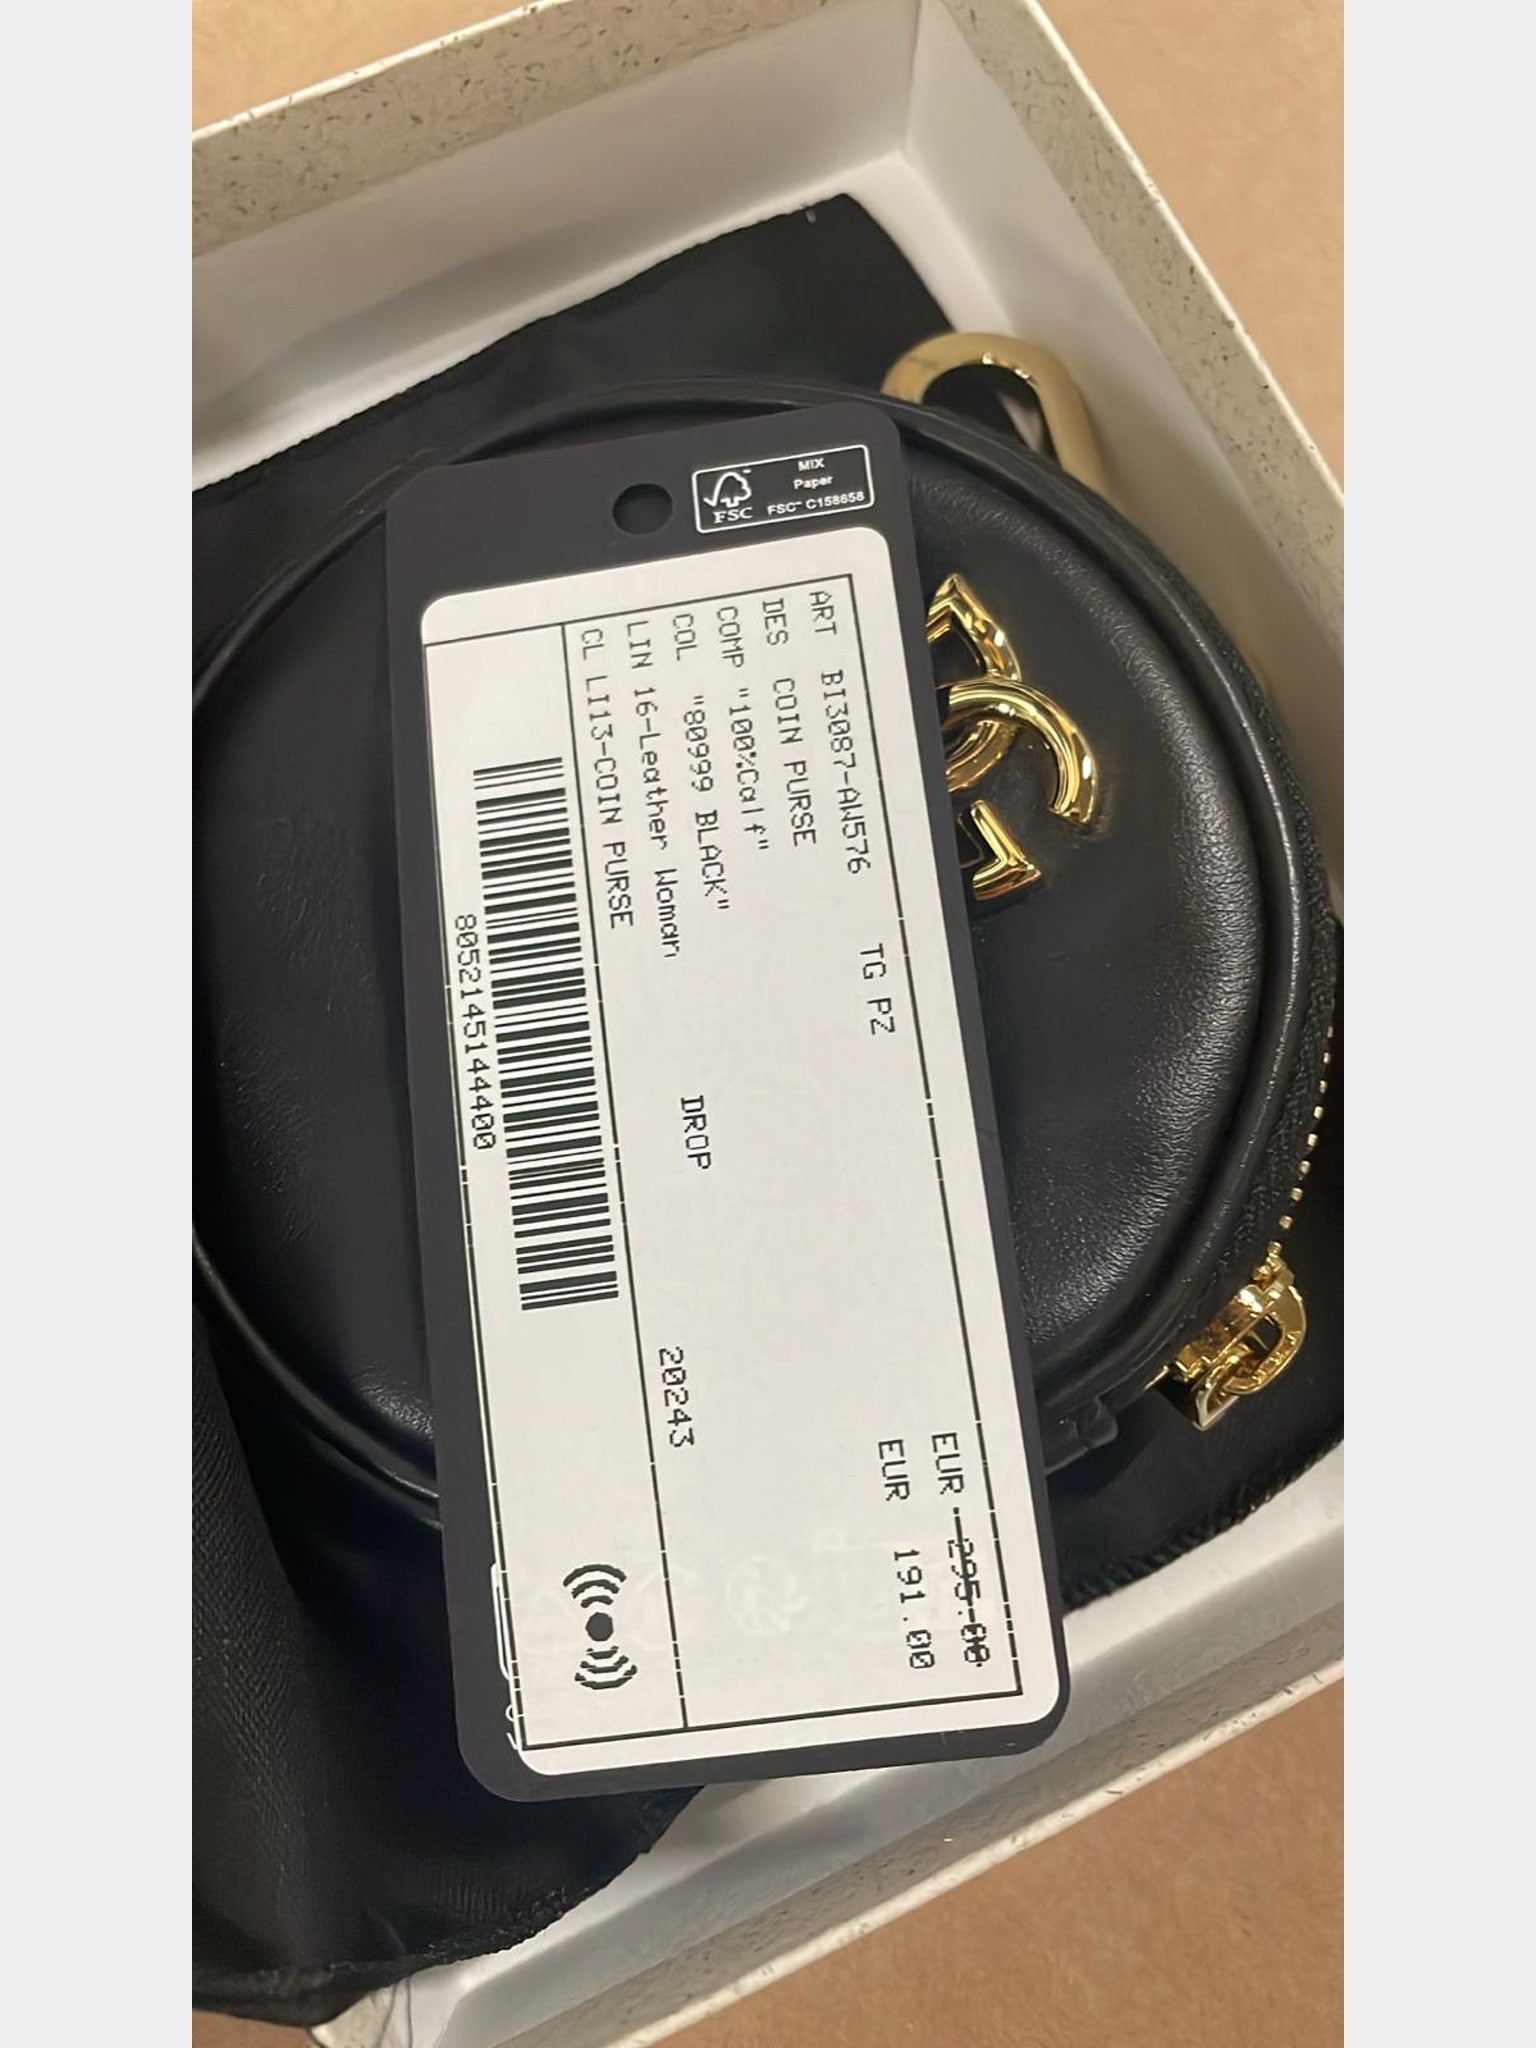 FSC
MIX
Paper
FSC™ C158658
ART BI3087-AW576 TG PZ EUR 295.00
DES COIN PURSE EUR 191.00
COMP "100%Calf"
COL "80999 BLACK"
LIN 16-Leather Woman DROP
CL LI13-COIN PURSE 20243
8052145144400